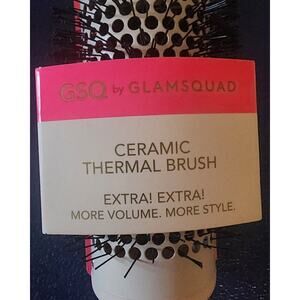 GSQ by GLAMSQUAD
CERAMIC
THERMAL BRUSH
EXTRA! EXTRA!
MORE VOLUME. MORE STYLE.